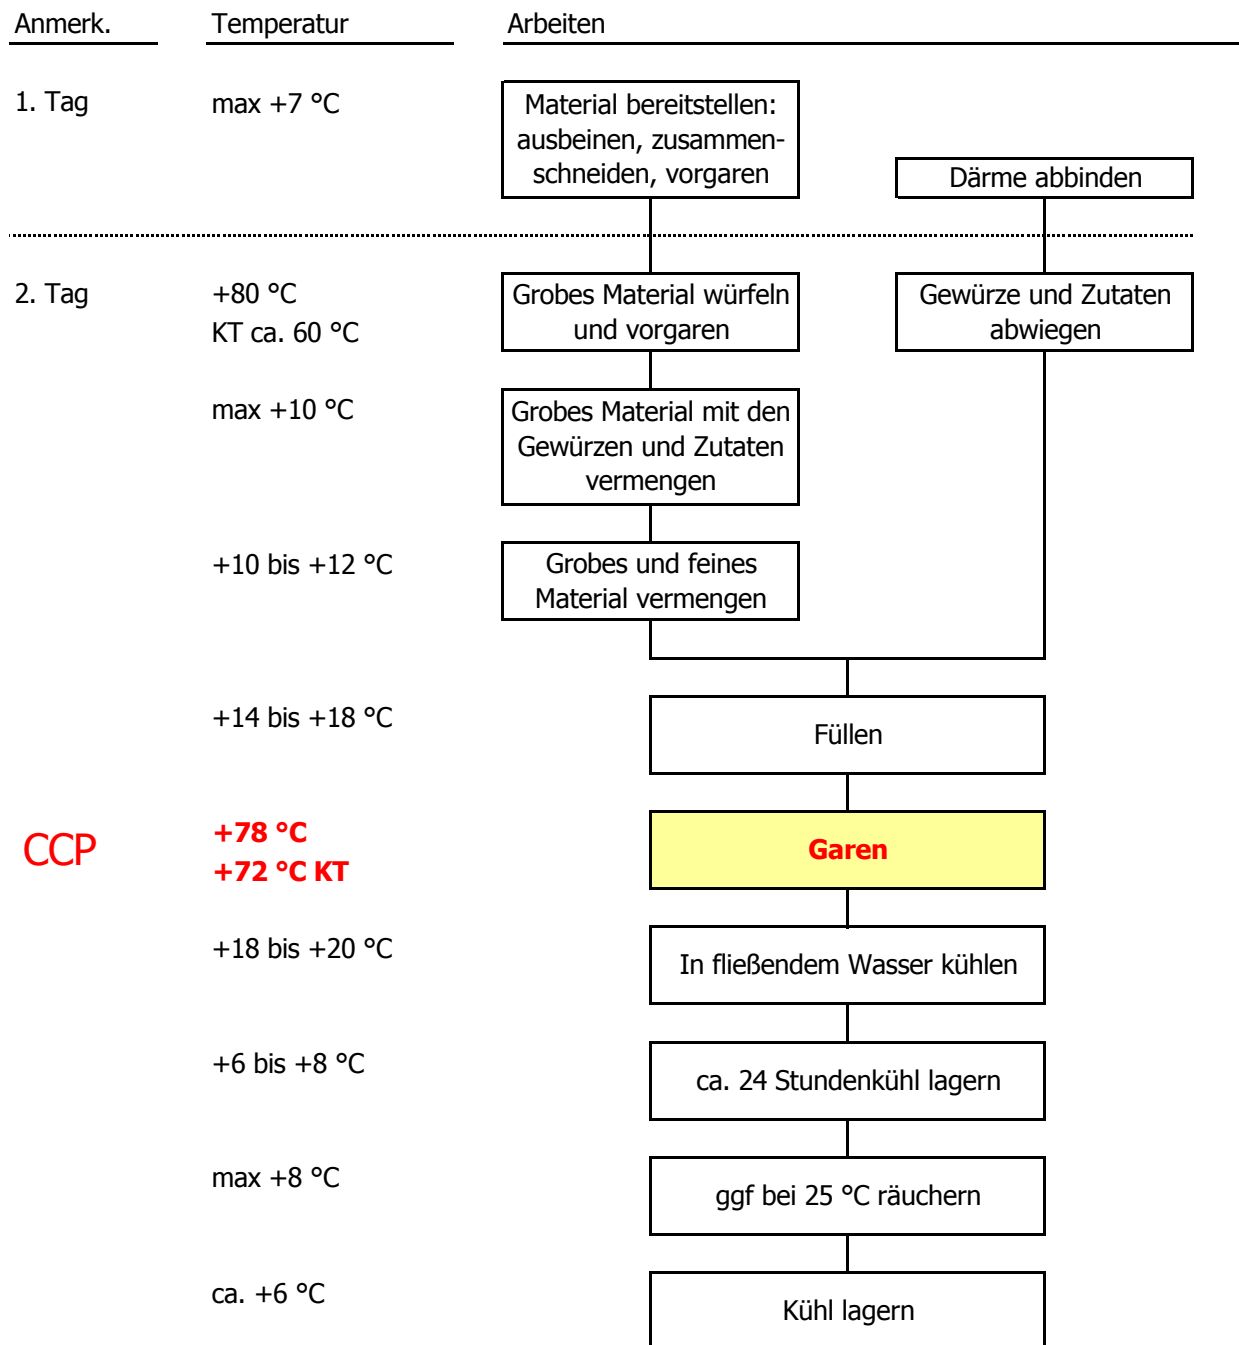 Anmerk. Temperatur Arbeiten
1. Tag max +7 °C Material bereitstellen:
ausbeinen, zusammen-
schneiden, vorgaren
Därme abbinden
2. Tag +80 °C Grobes Material würfeln Gewürze und Zutaten
KT ca. 60 °C und vorgaren abwiegen
max +10 °C Grobes Material mit den
Gewürzen und Zutaten
vermengen
+10 bis +12 °C Grobes und feines
Material vermengen
+14 bis +18 °C Füllen
CCP +78 °C Garen
+72 °C KT
+18 bis +20 °C In fließendem Wasser kühlen
+6 bis +8 °C ca. 24 Stundenkühl lagern
max +8 °C ggf bei 25 °C räuchern
ca. +6 °C Kühl lagern